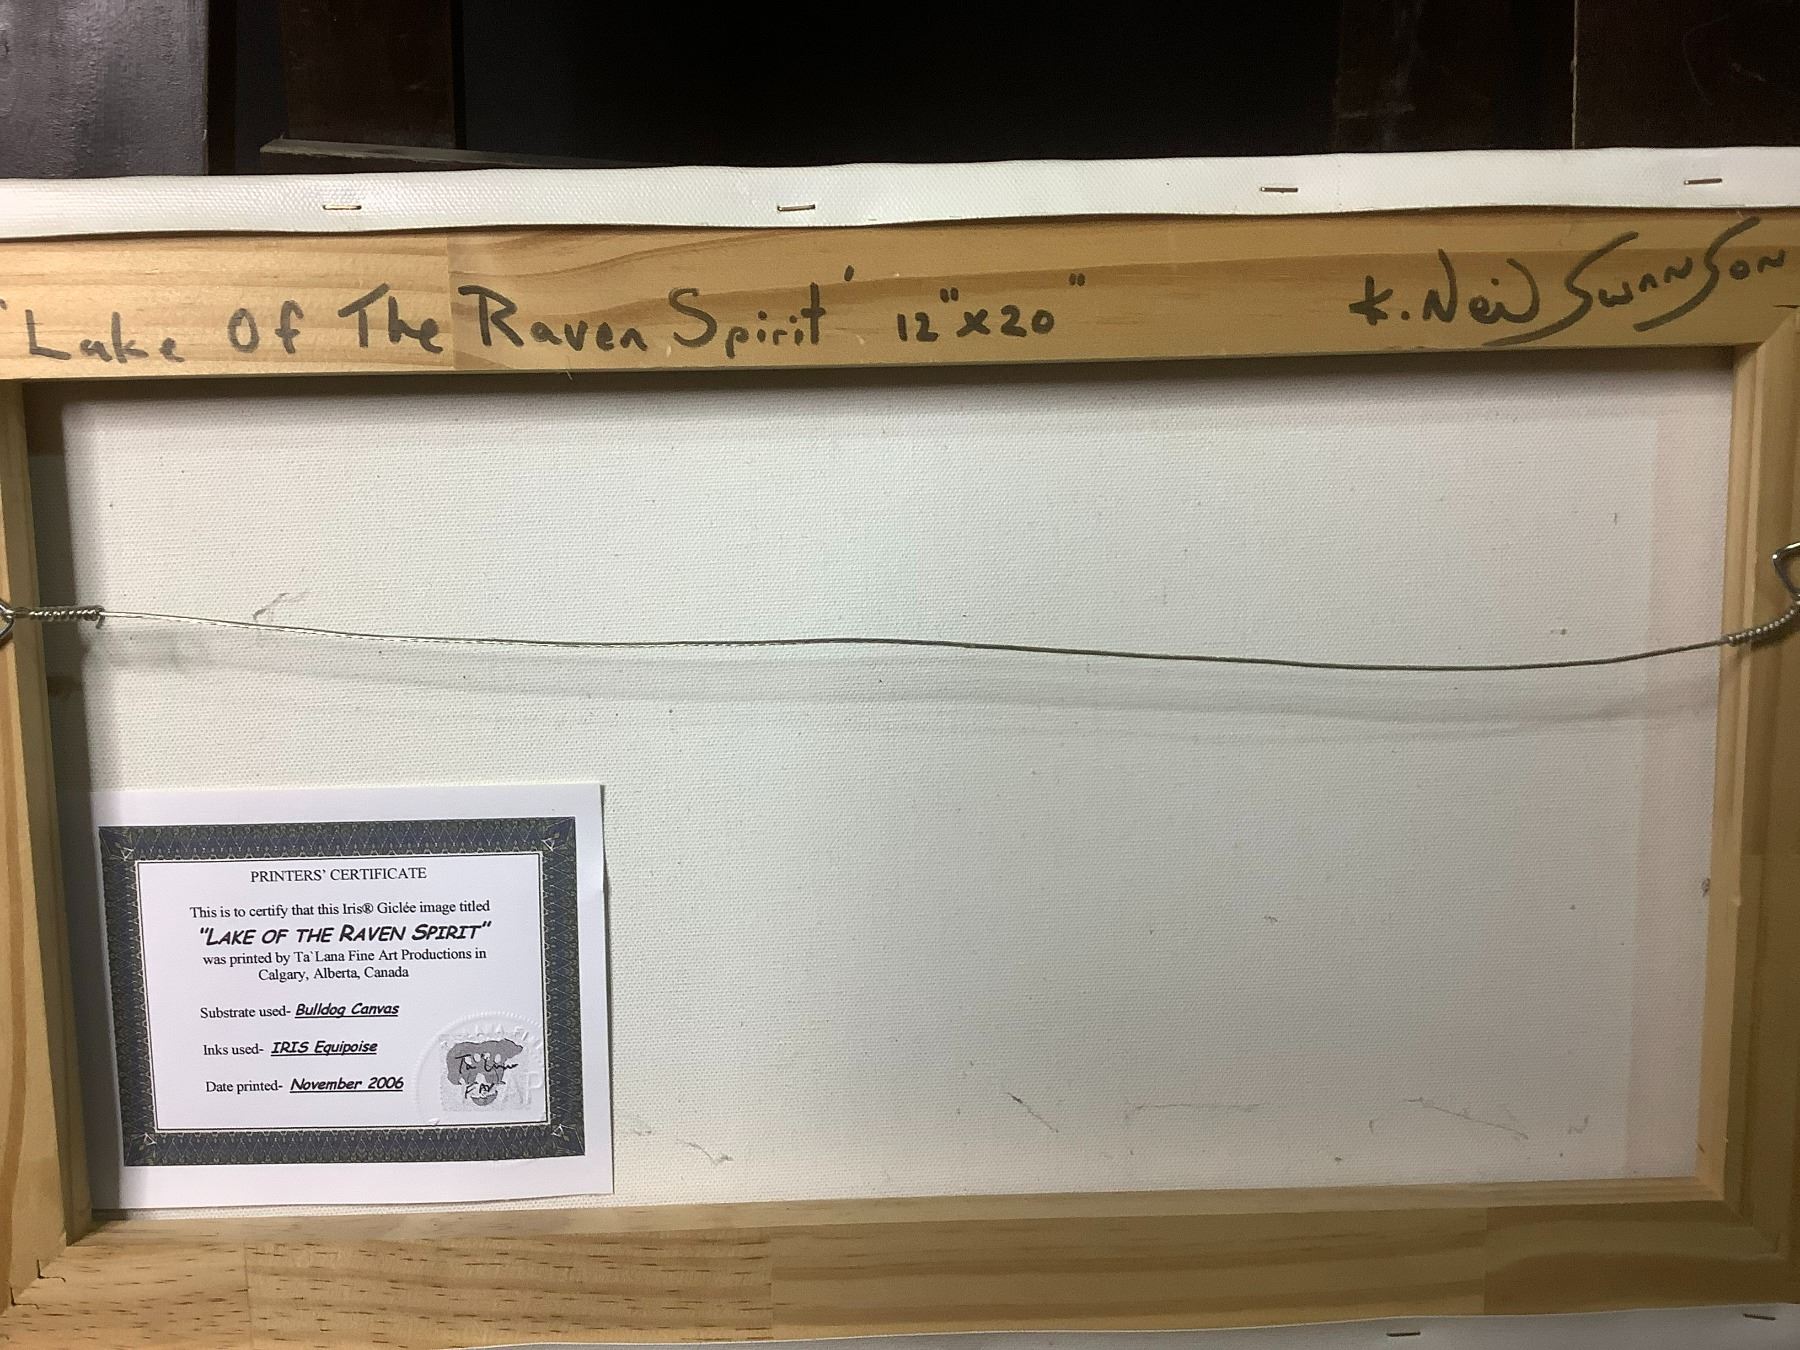 'Lake Of The Raven Spirit' 12"x20" K. Neil Swanson
PRINTERS' CERTIFICATE
This is to certify that this Iris® Giclée image titled
"LAKE OF THE RAVEN SPIRIT"
was printed by Ta`Lana Fine Art Productions in
Calgary, Alberta, Canada
Substrate used- Bulldog Canvas
Inks used- IRIS Equipoise
Date printed- November 2006